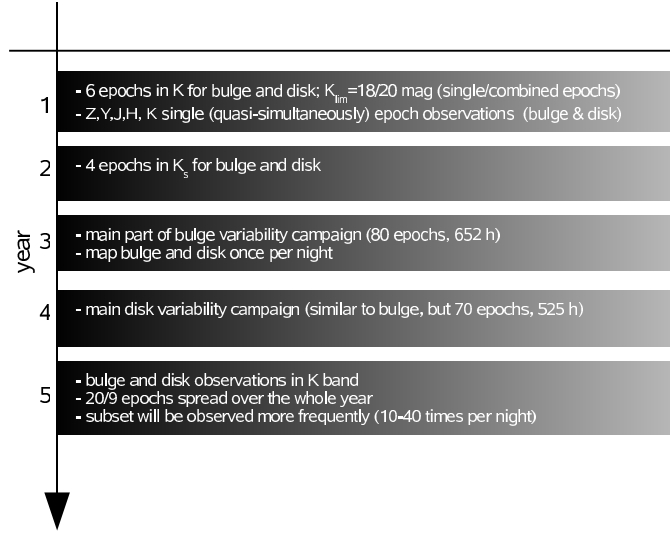 1
- 6 epochs in K for bulge and disk; Klim=18/20 mag (single/combined epochs)
- Z,Y,J,H, K single (quasi-simultaneously) epoch observations (bulge & disk)
2
- 4 epochs in Ks for bulge and disk
year
3
- main part of bulge variability campaign (80 epochs, 652 h)
- map bulge and disk once per night
4
- main disk variability campaign (similar to bulge, but 70 epochs, 525 h)
5
- bulge and disk observations in K band
- 20/9 epochs spread over the whole year
- subset will be observed more frequently (10-40 times per night)